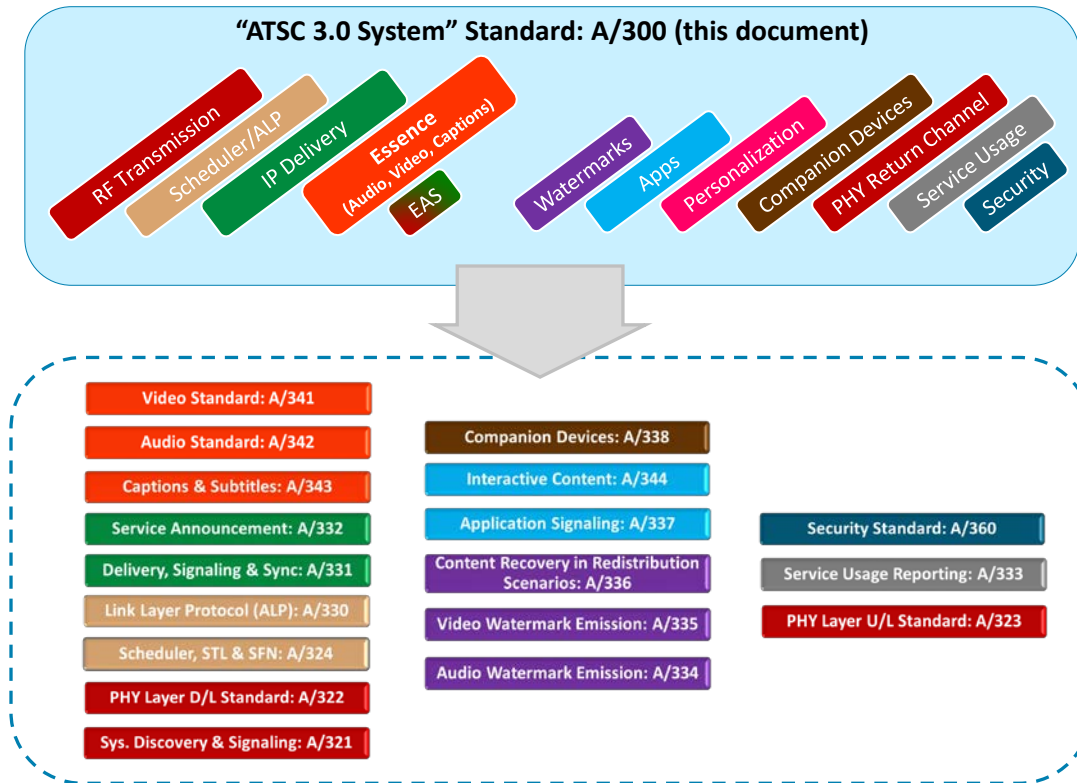 “ATSC 3.0 System” Standard: A/300 (this document)
RF Transmission
Scheduler/ALP
IP Delivery
Essence
(Audio, Video, Captions)
EAS
Watermarks
Apps
Personalization
Companion Devices
PHY Return Channel
Service Usage
Security
Video Standard: A/341
Audio Standard: A/342
Captions & Subtitles: A/343
Service Announcement: A/332
Delivery, Signaling & Sync: A/331
Link Layer Protocol (ALP): A/330
Scheduler, STL & SFN: A/324
PHY Layer D/L Standard: A/322
Sys. Discovery & Signaling: A/321
Companion Devices: A/338
Interactive Content: A/344
Application Signaling: A/337
Content Recovery in Redistribution
Scenarios: A/336
Video Watermark Emission: A/335
Audio Watermark Emission: A/334
Security Standard: A/360
Service Usage Reporting: A/333
PHY Layer U/L Standard: A/323